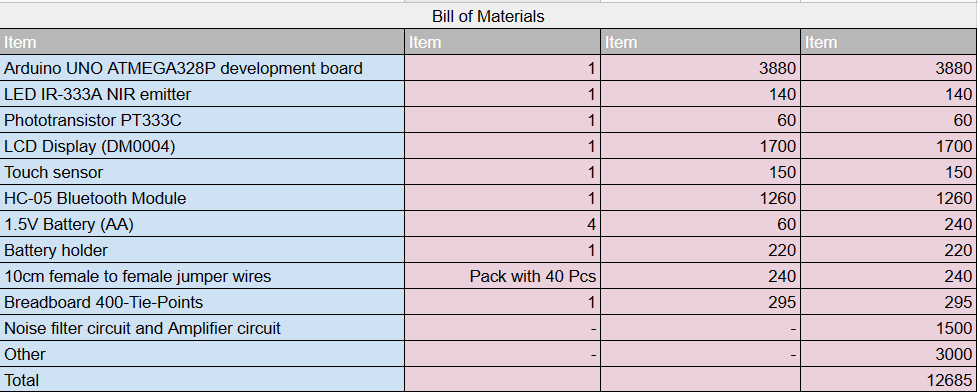 Bill of Materials
Item Item Item Item
Arduino UNO ATMEGA328P development board 1 3880 3880
LED IR-333A NIR emitter 1 140 140
Phototransistor PT333C 1 60 60
LCD Display (DM0004) 1 1700 1700
Touch sensor 1 150 150
HC-05 Bluetooth Module 1 1260 1260
1.5V Battery (AA) 4 60 240
Battery holder 1 220 220
10cm female to female jumper wires Pack with 40 Pcs 240 240
Breadboard 400-Tie-Points 1 295 295
Noise filter circuit and Amplifier circuit - - 1500
Other - - 3000
Total 12685